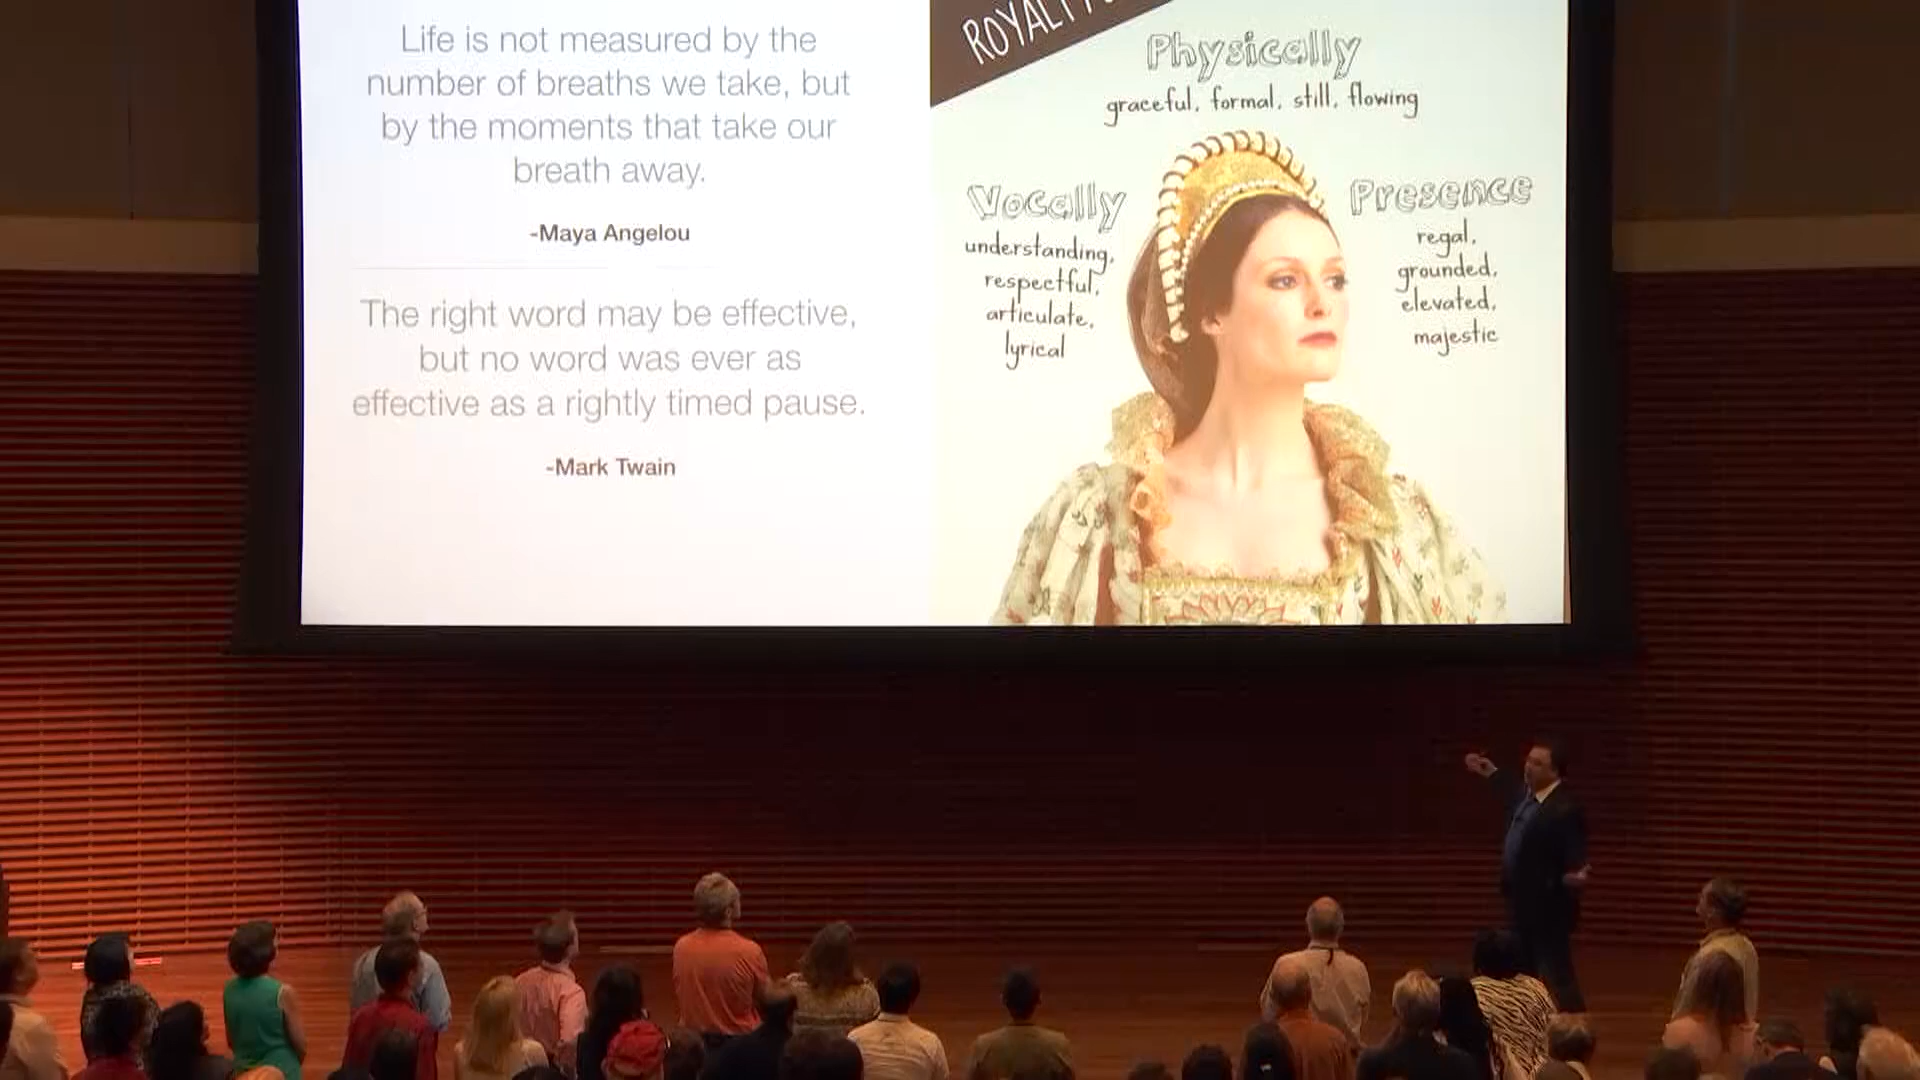 Life is not measured by the
number of breaths we take, but
by the moments that take our
breath away.
-Maya Angelou
The right word may be effective,
but no word was ever as
effective as a rightly timed pause.
-Mark Twain
Physically
graceful, formal, still, flowing
Vocally
understanding,
respectful,
articulate,
lyrical
Presence
regal,
grounded,
elevated,
majestic